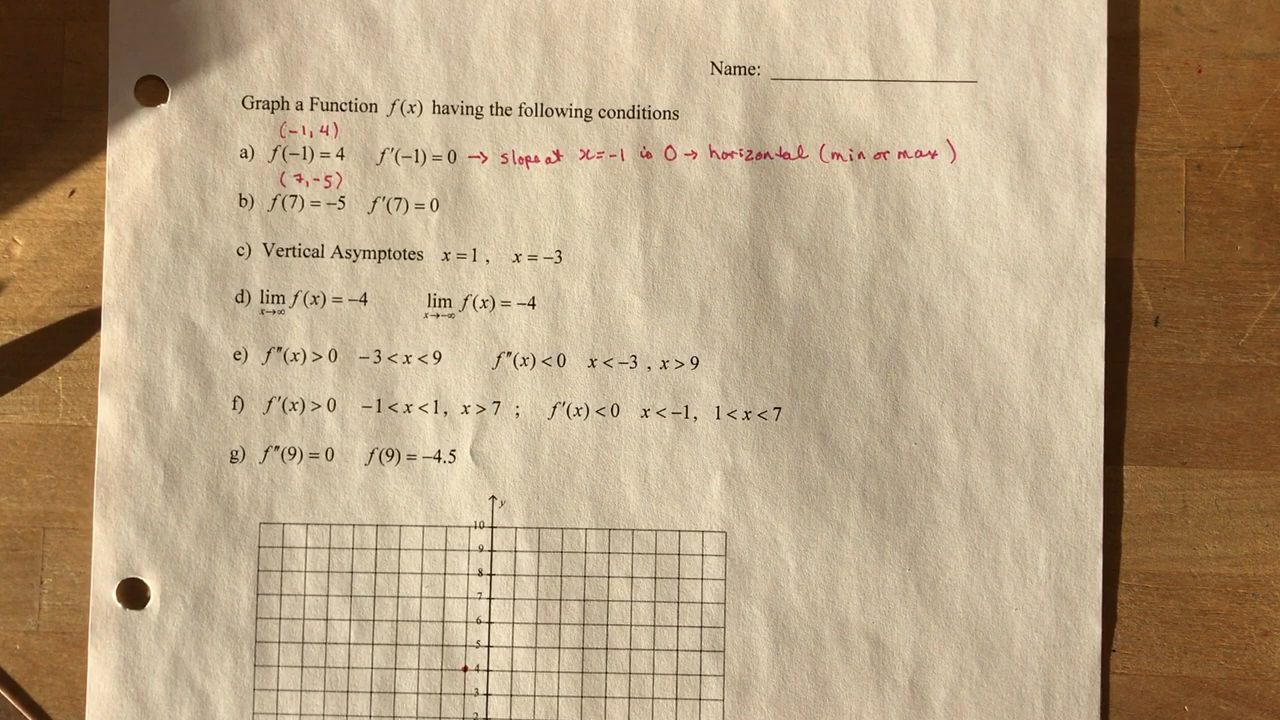 Name: ____________________
Graph a Function f(x) having the following conditions
(-1, 4)
a) f(−1) = 4 f′(−1) = 0 → slope at x=-1 is 0 → horizontal (min or max)
(7,-5)
b) f(7) = −5 f′(7) = 0
c) Vertical Asymptotes x = 1 , x = −3
d) lim f(x) = −4 lim f(x) = −4
x→∞ x→−∞
e) f″(x) > 0 −3 < x < 9 f″(x) < 0 x < −3 , x > 9
f) f′(x) > 0 −1 < x < 1, x > 7 ; f′(x) < 0 x < −1, 1 < x < 7
g) f″(9) = 0 f(9) = −4.5
y
10
9
8
7
6
5
4
3
2